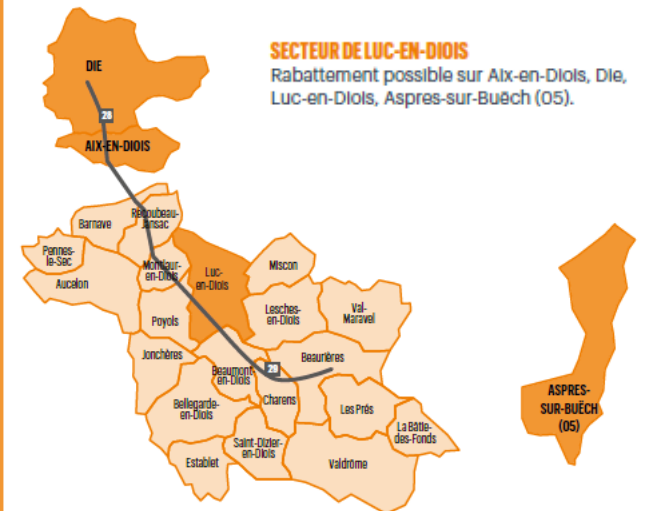 SECTEUR DE LUC-EN-DIOIS
Rabattement possible sur Aix-en-Diois, Die,
Luc-en-Diois, Aspres-sur-Buëch (05).
DIE
28
AIX-EN-DIOIS
Recoubeau-
Jansac
Barnave
Pennes-
le-Sec
Aucelon
Montlaur-
en-Diois
Luc-
en-Diois
Miscon
Lesches-
en-Diois
Val-
Maravel
Poyols
Jonchères
Beaumont-
en-Diois
29
Beaurières
Charens
Bellegarde-
en-Diois
Les Prés
La Bâtie-
des-Fonds
Saint-Dizier-
en-Diois
Establet
Valdrôme
ASPRES-
SUR-BUËCH
(05)